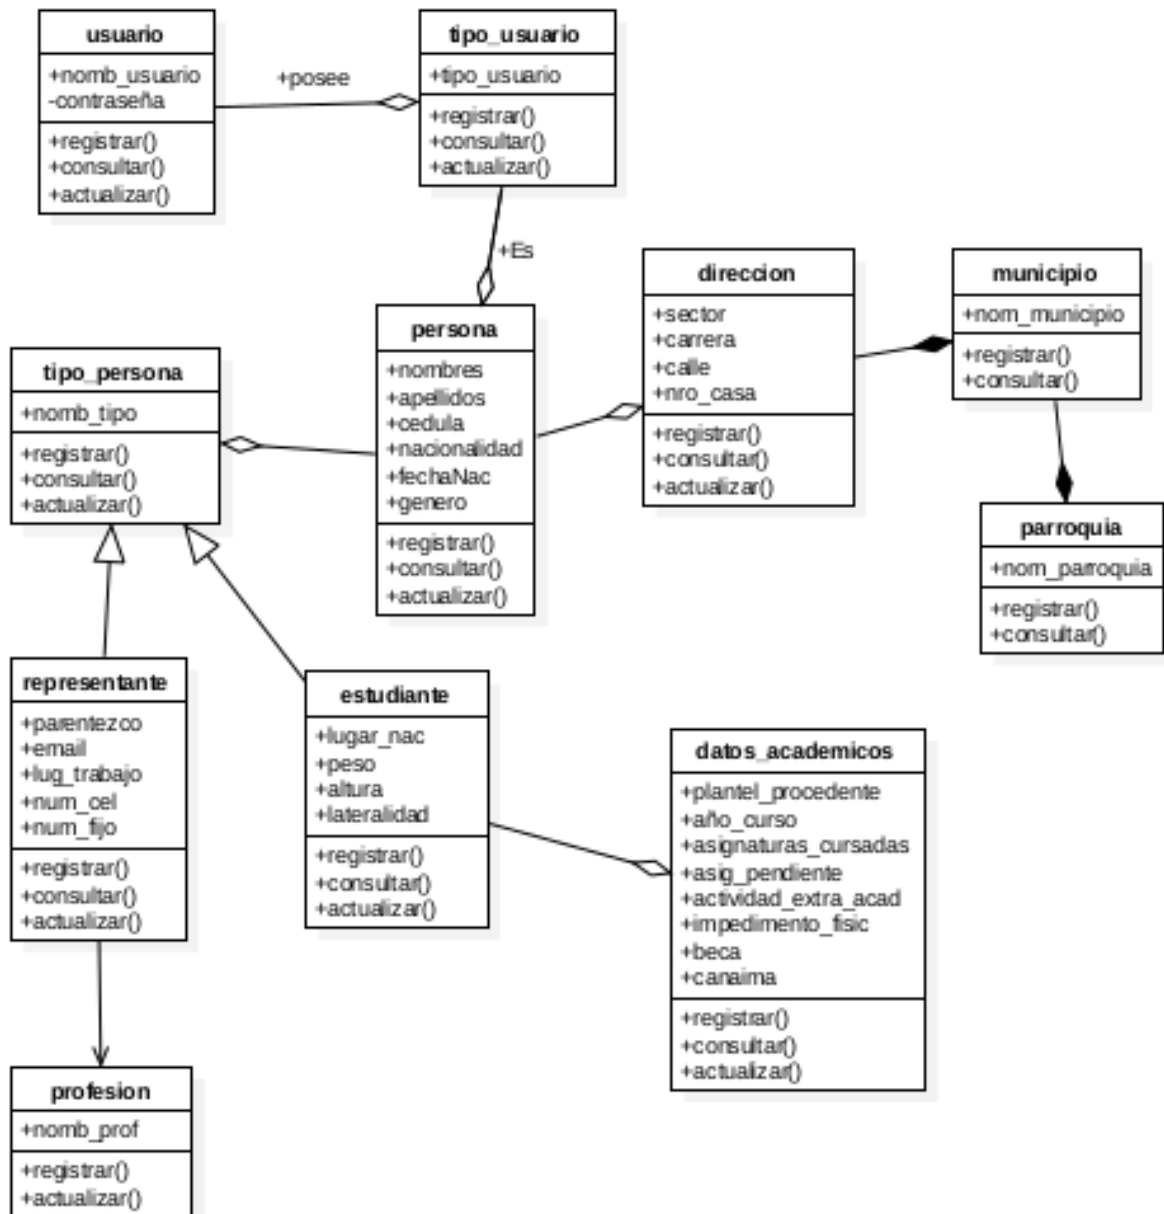 usuario
+nomb_usuario
-contraseña
+registrar()
+consultar()
+actualizar()
+posee
tipo_usuario
+tipo_usuario
+registrar()
+consultar()
+actualizar()
+Es
persona
+nombres
+apellidos
+cedula
+nacionalidad
+fechaNac
+genero
+registrar()
+consultar()
+actualizar()
direccion
+sector
+carrera
+calle
+nro_casa
+registrar()
+consultar()
+actualizar()
municipio
+nom_municipio
+registrar()
+consultar()
parroquia
+nom_parroquia
+registrar()
+consultar()
tipo_persona
+nomb_tipo
+registrar()
+consultar()
+actualizar()
representante
+parentezco
+email
+lug_trabajo
+num_cel
+num_fijo
+registrar()
+consultar()
+actualizar()
estudiante
+lugar_nac
+peso
+altura
+lateralidad
+registrar()
+consultar()
+actualizar()
datos_academicos
+plantel_procedente
+año_curso
+asignaturas_cursadas
+asig_pendiente
+actividad_extra_acad
+impedimento_fisic
+beca
+canaima
+registrar()
+consultar()
+actualizar()
profesion
+nomb_prof
+registrar()
+actualizar()